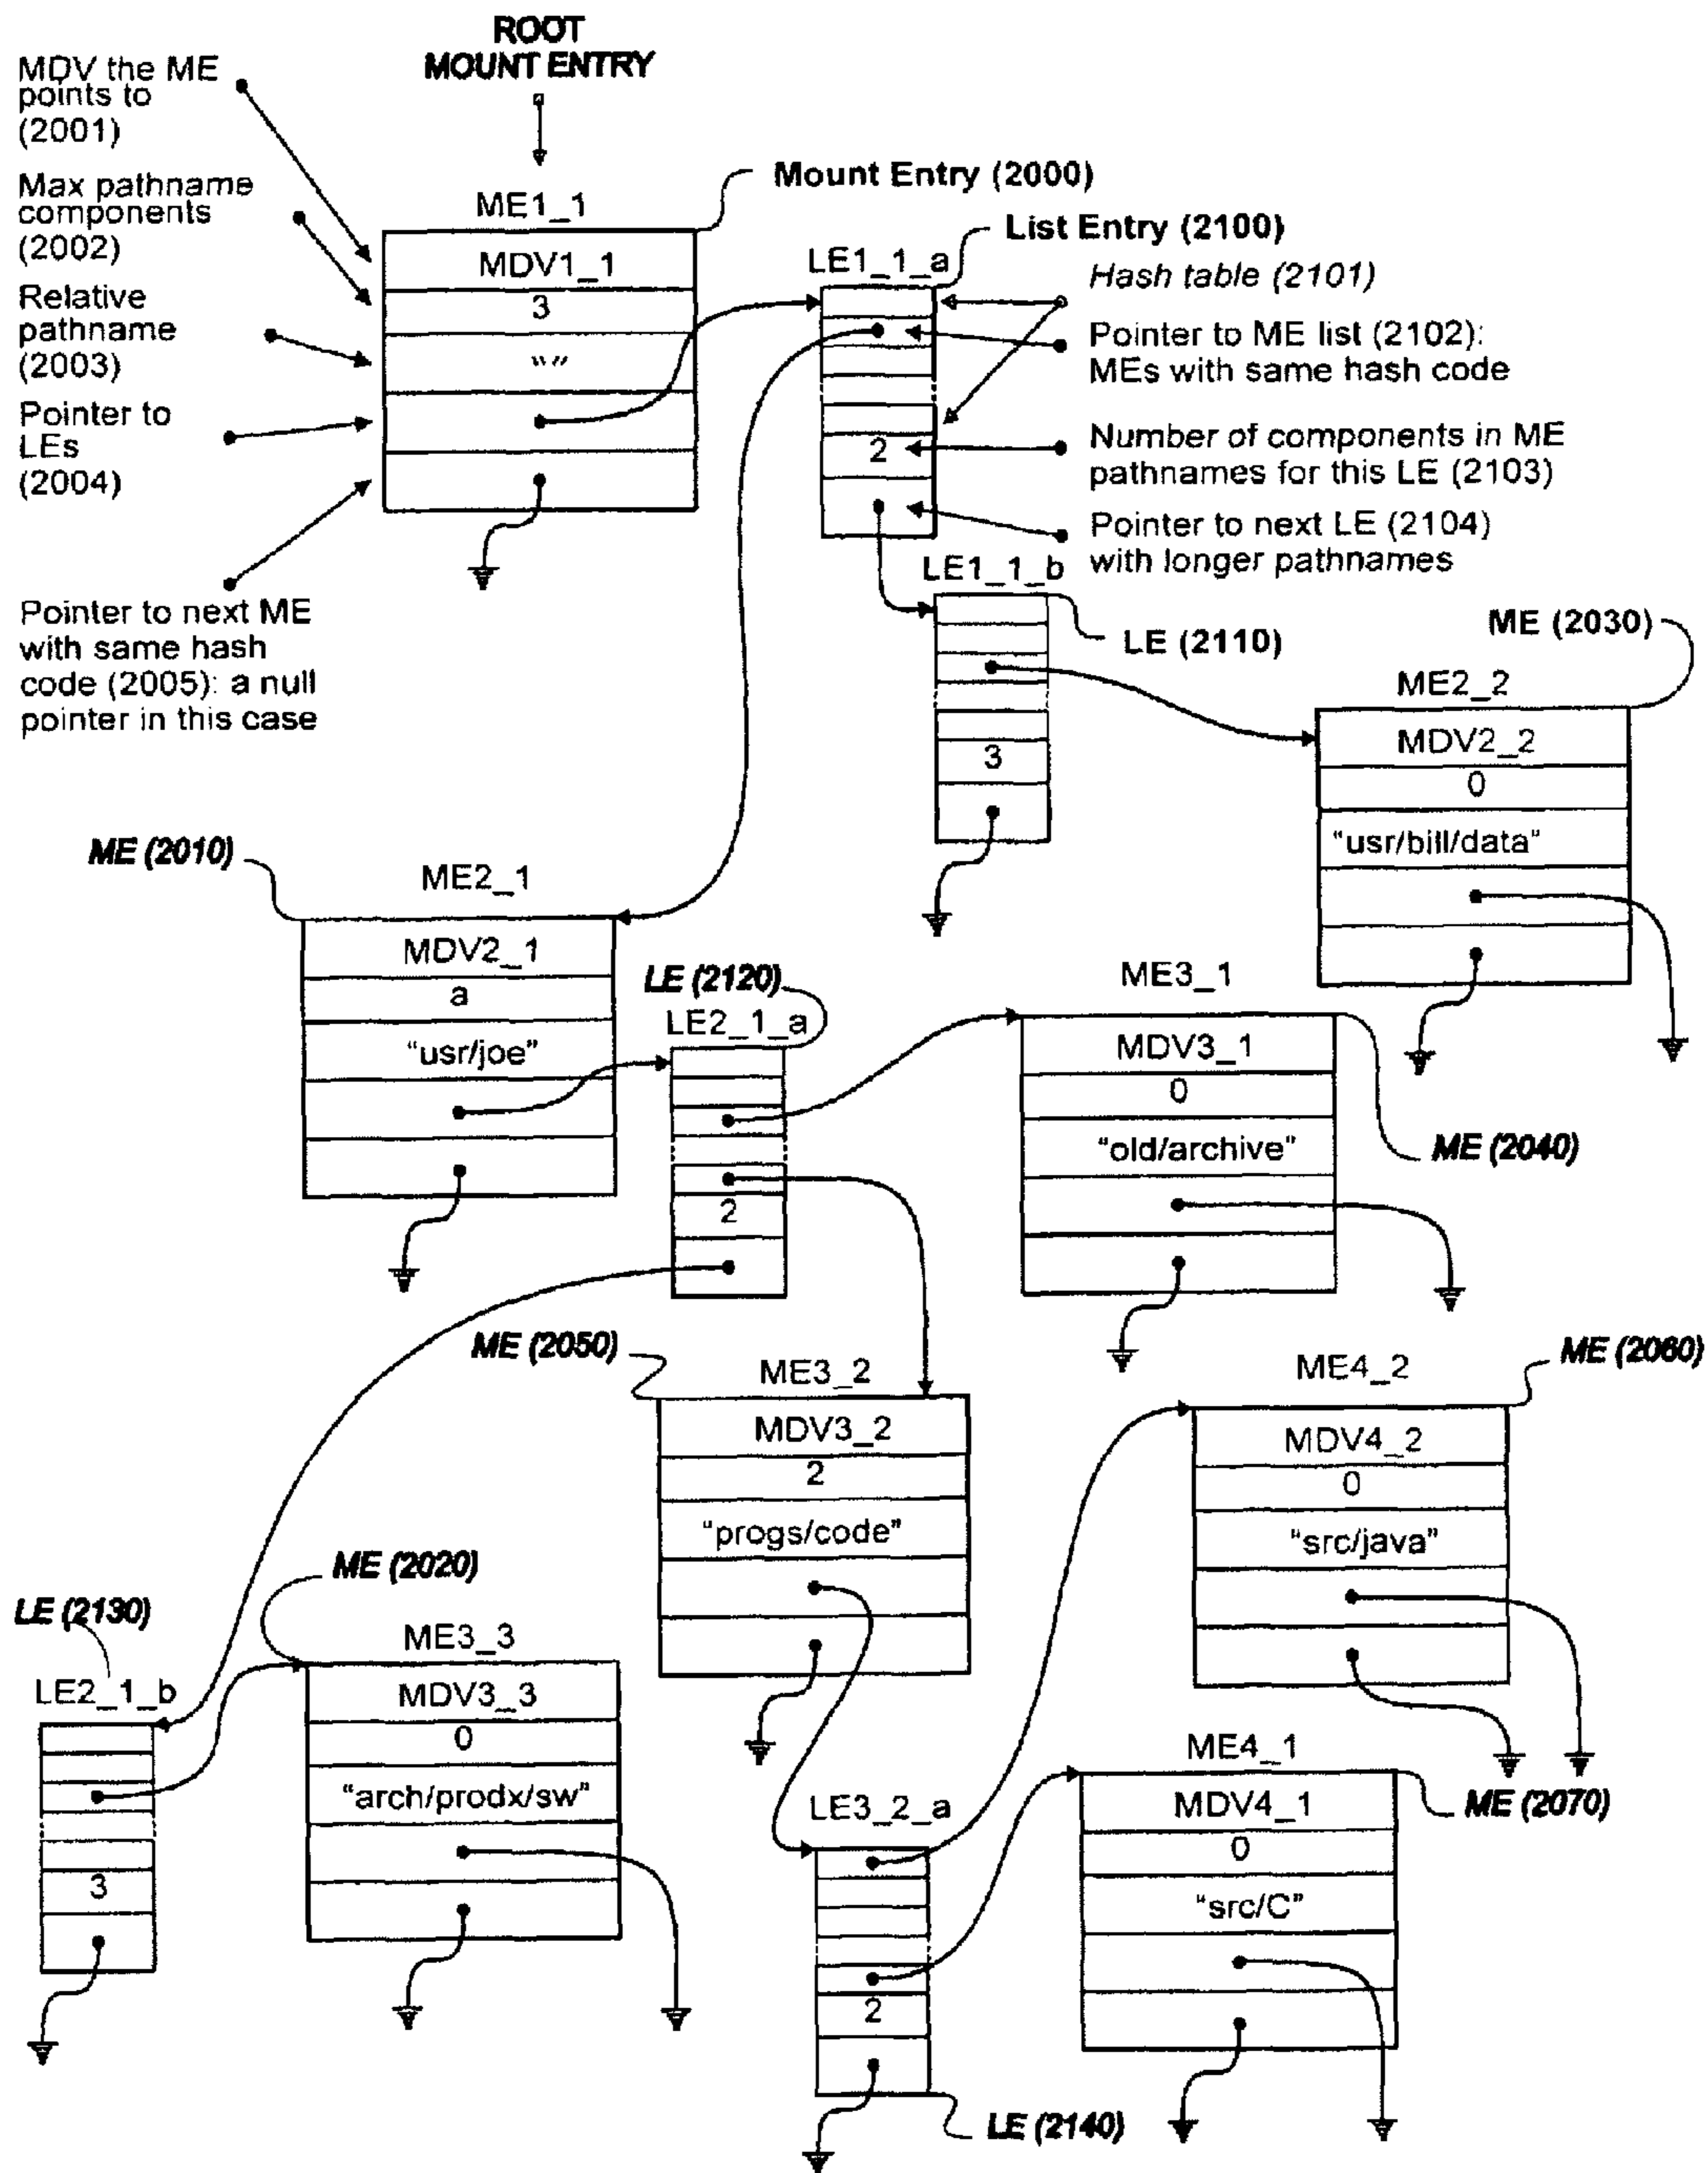 ROOT
MOUNT ENTRY
MDV the ME
points to
(2001)
Max pathname
components
(2002)
Relative
pathname
(2003)
Pointer to
LEs
(2004)
Pointer to next ME
with same hash
code (2005): a null
pointer in this case
ME1_1
Mount Entry (2000)
MDV1_1
3
“”
LE1_1_a
List Entry (2100)
Hash table (2101)
Pointer to ME list (2102):
MEs with same hash code
2
Number of components in ME
pathnames for this LE (2103)
Pointer to next LE (2104)
with longer pathnames
LE1_1_b
LE (2110)
3
ME (2030)
ME2_2
MDV2_2
0
“usr/bill/data”
ME (2010)
ME2_1
MDV2_1
a
“usr/joe”
LE (2120)
LE2_1_a
2
ME3_1
MDV3_1
0
“old/archive”
ME (2040)
ME (2050)
ME3_2
MDV3_2
2
“progs/code”
ME (2060)
ME4_2
MDV4_2
0
“src/java”
LE (2130)
LE2_1_b
3
ME (2020)
ME3_3
MDV3_3
0
“arch/prodx/sw”
LE3_2_a
2
LE (2140)
ME4_1
MDV4_1
0
“src/C”
ME (2070)